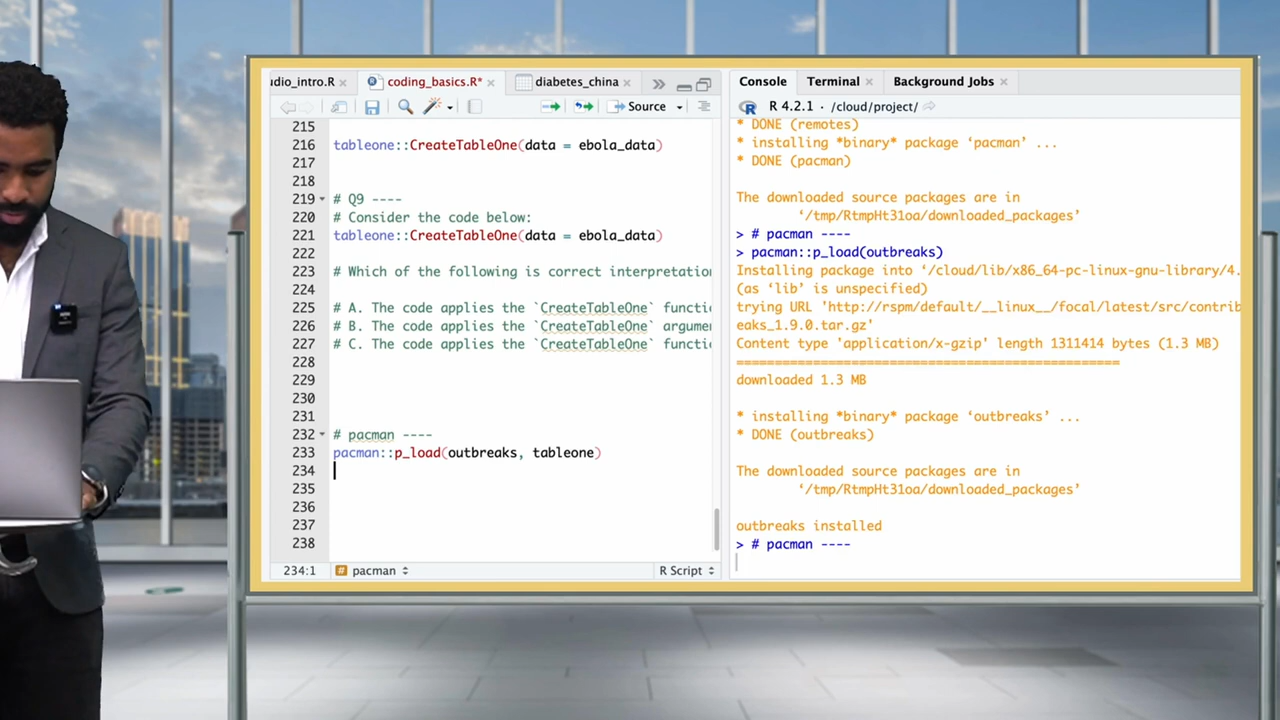 udio_intro.R
coding_basics.R*
diabetes_china
Source
215
216 tableone::CreateTableOne(data = ebola_data)
217
218
219 # Q9 ----
220 # Consider the code below:
221 tableone::CreateTableOne(data = ebola_data)
222
223 # Which of the following is correct interpretatio
224
225 # A. The code applies the `CreateTableOne` functi
226 # B. The code applies the `CreateTableOne` argumen
227 # C. The code applies the `CreateTableOne` functio
228
229
230
231
232 # pacman ----
233 pacman::p_load(outbreaks, tableone)
234
235
236
237
238
234:1 # pacman R Script
Console Terminal Background Jobs
R R 4.2.1 · /cloud/project/
* DONE (remotes)
* installing *binary* package ‘pacman’ ...
* DONE (pacman)
The downloaded source packages are in
‘/tmp/RtmpHt31oa/downloaded_packages’
> # pacman ----
> pacman::p_load(outbreaks)
Installing package into ‘/cloud/lib/x86_64-pc-linux-gnu-library/4.
(as ‘lib’ is unspecified)
trying URL 'http://rspm/default/__linux__/focal/latest/src/contrib
eaks_1.9.0.tar.gz'
Content type 'application/x-gzip' length 1311414 bytes (1.3 MB)
==================================================
downloaded 1.3 MB
* installing *binary* package ‘outbreaks’ ...
* DONE (outbreaks)
The downloaded source packages are in
‘/tmp/RtmpHt31oa/downloaded_packages’
outbreaks installed
> # pacman ----